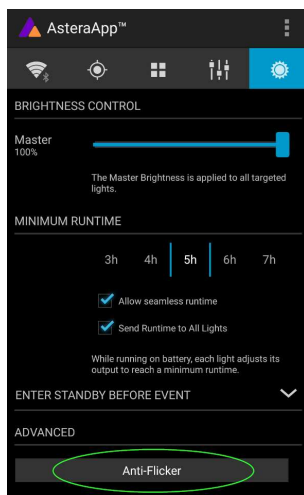 AsteraApp™
BRIGHTNESS CONTROL
Master
100%
The Master Brightness is applied to all targeted
lights.
MINIMUM RUNTIME
3h 4h 5h 6h 7h
Allow seamless runtime
Send Runtime to All Lights
While running on battery, each light adjusts its
output to reach a minimum runtime.
ENTER STANDBY BEFORE EVENT
ADVANCED
Anti-Flicker